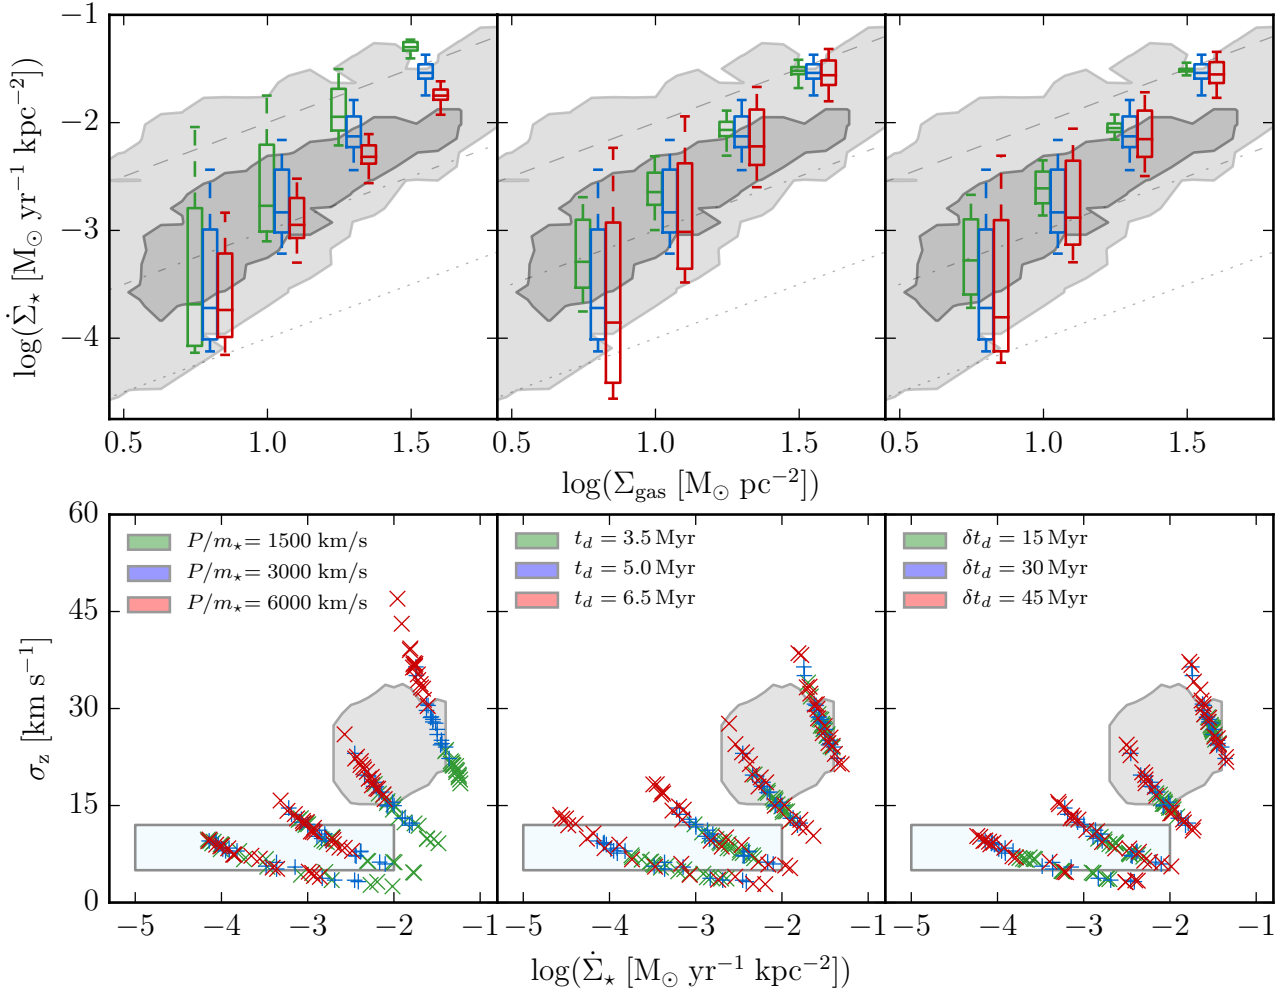 −1
−2
−3
−4
log(Σ̇⋆ [M⊙ yr⁻¹ kpc⁻²])
0.5 1.0 1.5 0.5 1.0 1.5 0.5 1.0 1.5
log(Σgas [M⊙ pc⁻²])
60
45
30
15
0
σz [km s⁻¹]
P/m⋆= 1500 km/s
P/m⋆= 3000 km/s
P/m⋆= 6000 km/s
td = 3.5 Myr
td = 5.0 Myr
td = 6.5 Myr
δtd = 15 Myr
δtd = 30 Myr
δtd = 45 Myr
−5 −4 −3 −2 −1 −5 −4 −3 −2 −1 −5 −4 −3 −2 −1
log(Σ̇⋆ [M⊙ yr⁻¹ kpc⁻²])